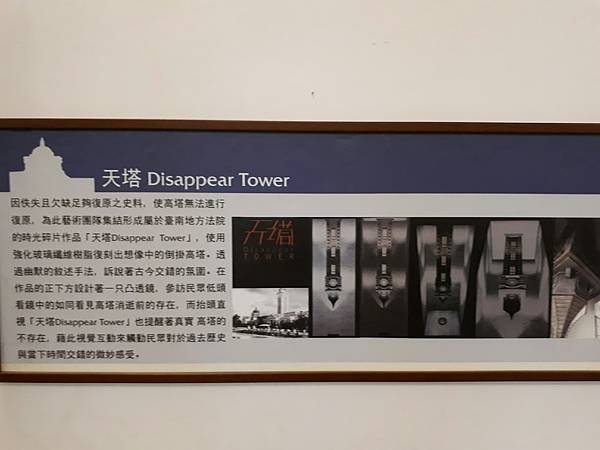 天塔 Disappear Tower
因佚失且欠缺足夠復原之史料，使高塔無法進行
復原，為此藝術團隊集結形成屬於臺南地方法院
的時光碎片作品「天塔Disappear Tower」，使用
強化玻璃纖維樹脂復刻出想像中的倒掛高塔。透
過幽默的敘述手法，訴說著古今交錯的氛圍。在
作品的正下方設計著一只凸透鏡，參訪民眾低頭
看鏡中的如同看見高塔消逝前的存在，而抬頭直
視「天塔Disappear Tower」也提醒著真實 高塔的
不存在，藉此視覺互動來觸動民眾對於過去歷史
與當下時間交錯的微妙感受。
天塔
Disappear
TOWER